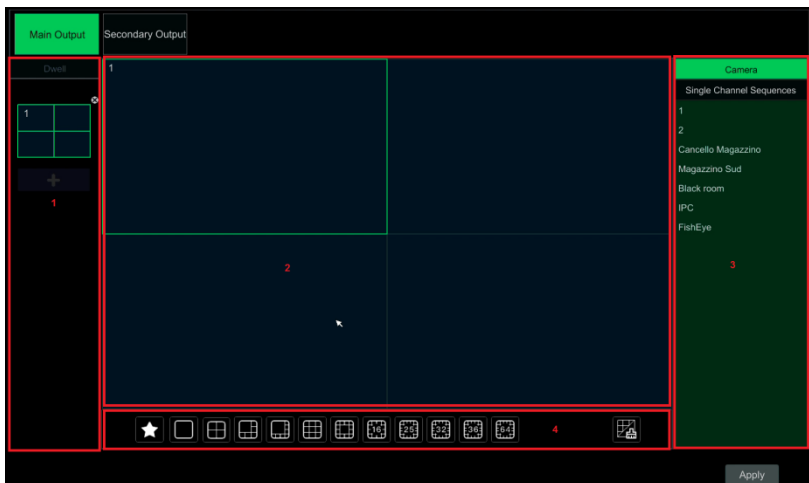 Main Output
Secondary Output
Dwell
1
1
1
2
Camera
Single Channel Sequences
1
2
Cancello Magazzino
Magazzino Sud
Black room
IPC
FishEye
3
16
25
32
36
64
4
Apply